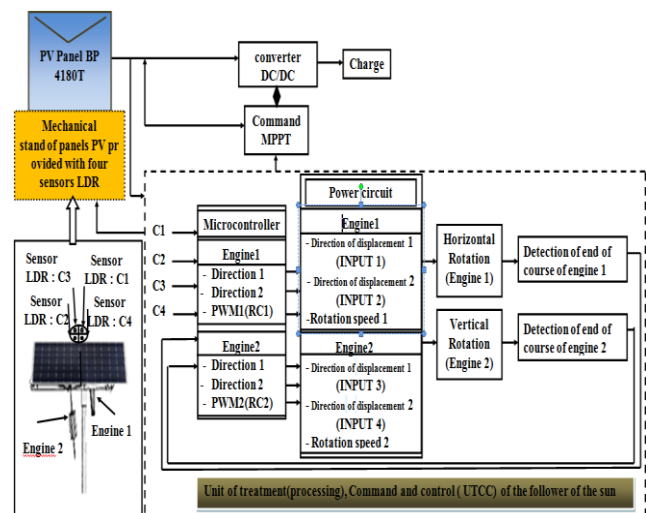 PV Panel BP
4180T
converter
DC/DC
Charge
Command
MPPT
Mechanical
stand of panels PV pr
ovided with four
sensors LDR
C1
C2
C3
C4
Microcontroller
Engine1
- Direction 1
- Direction 2
- PWM1(RC1)
Engine2
- Direction 1
- Direction 2
- PWM2(RC2)
Power circuit
Engine1
- Direction of displacement 1
(INPUT 1)
- Direction of displacement 2
(INPUT 2)
-Rotation speed 1
Engine2
- Direction of displacement 1
(INPUT 3)
- Direction of displacement 2
(INPUT 4)
- Rotation speed 2
Horizontal
Rotation
(Engine 1)
Detection of end of
course of engine 1
Vertical
Rotation
(Engine 2)
Detection of end of
course of engine 2
Sensor
LDR : C3
Sensor
LDR : C1
Sensor
LDR :
C2
Sensor
LDR : C4
Engine 1
Engine 2
Unit of treatment(processing), Command and control ( UTCC) of the follower of the sun